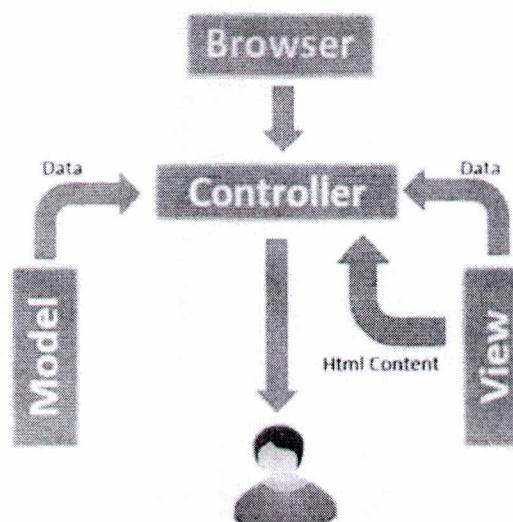 Browser
Data
Data
Controller
Model
Html Content
View